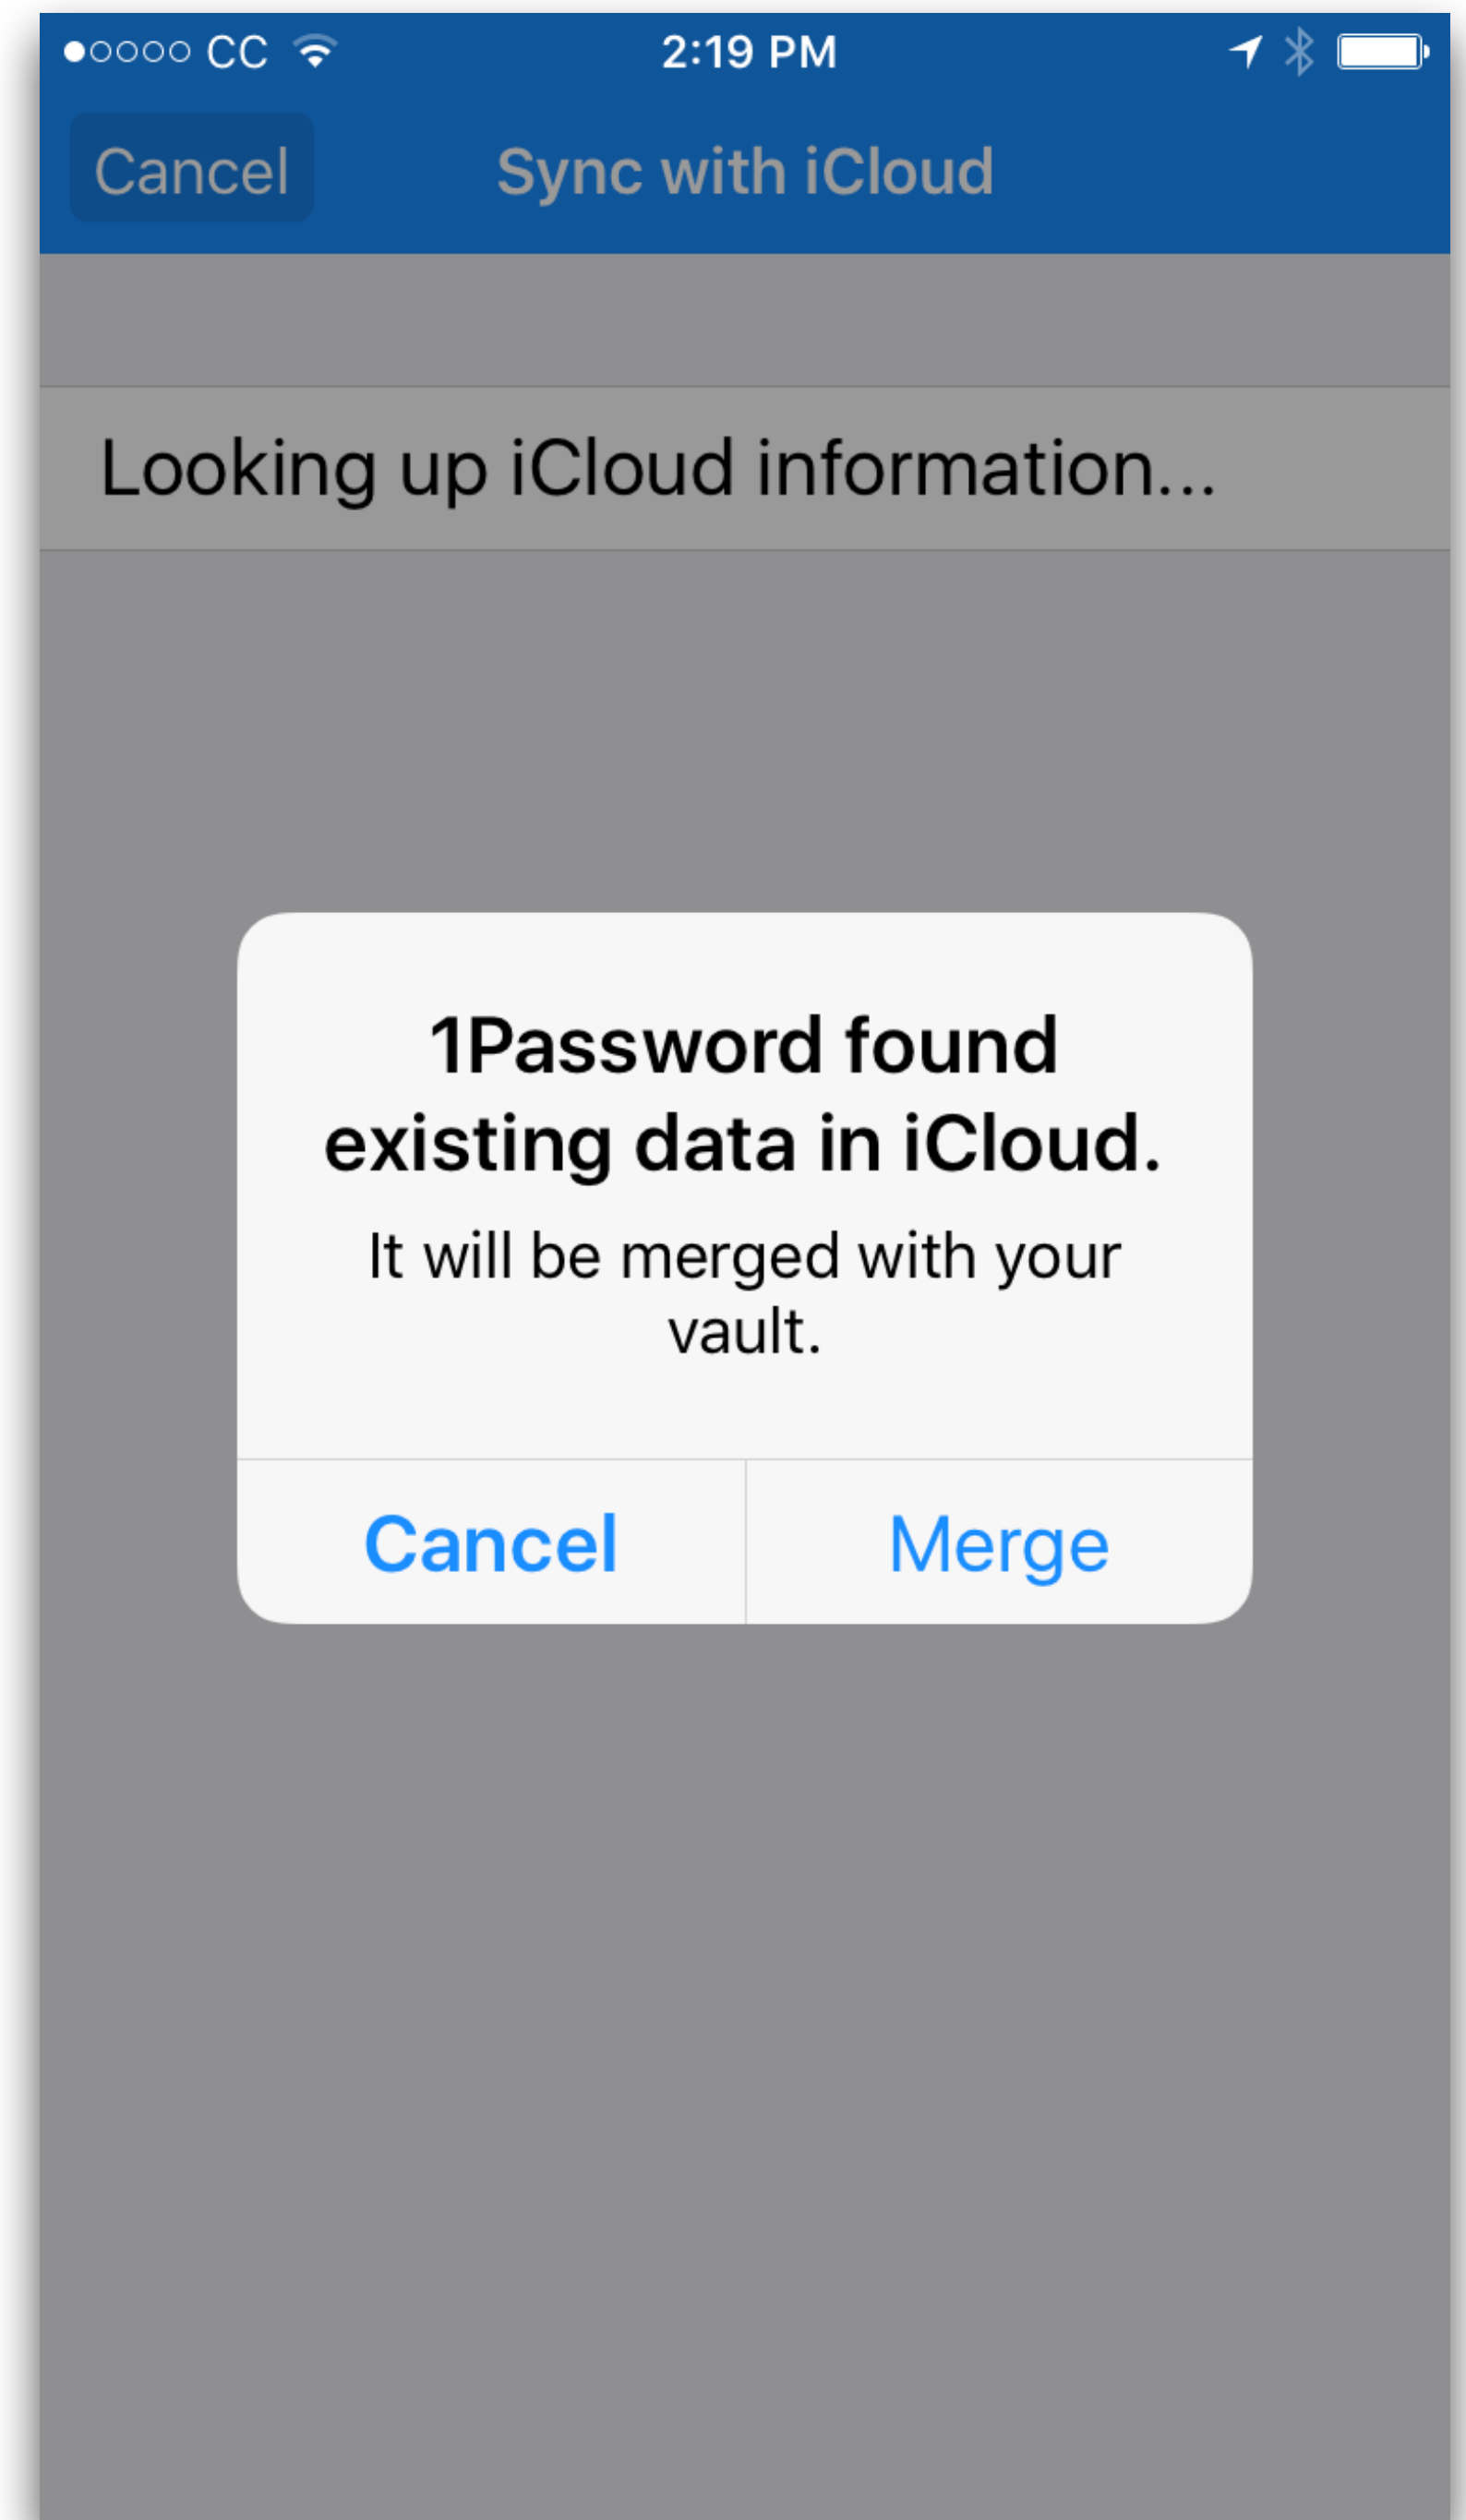 CC 2:19 PM
Cancel Sync with iCloud
Looking up iCloud information...
1Password found
existing data in iCloud.
It will be merged with your
vault.
Cancel Merge